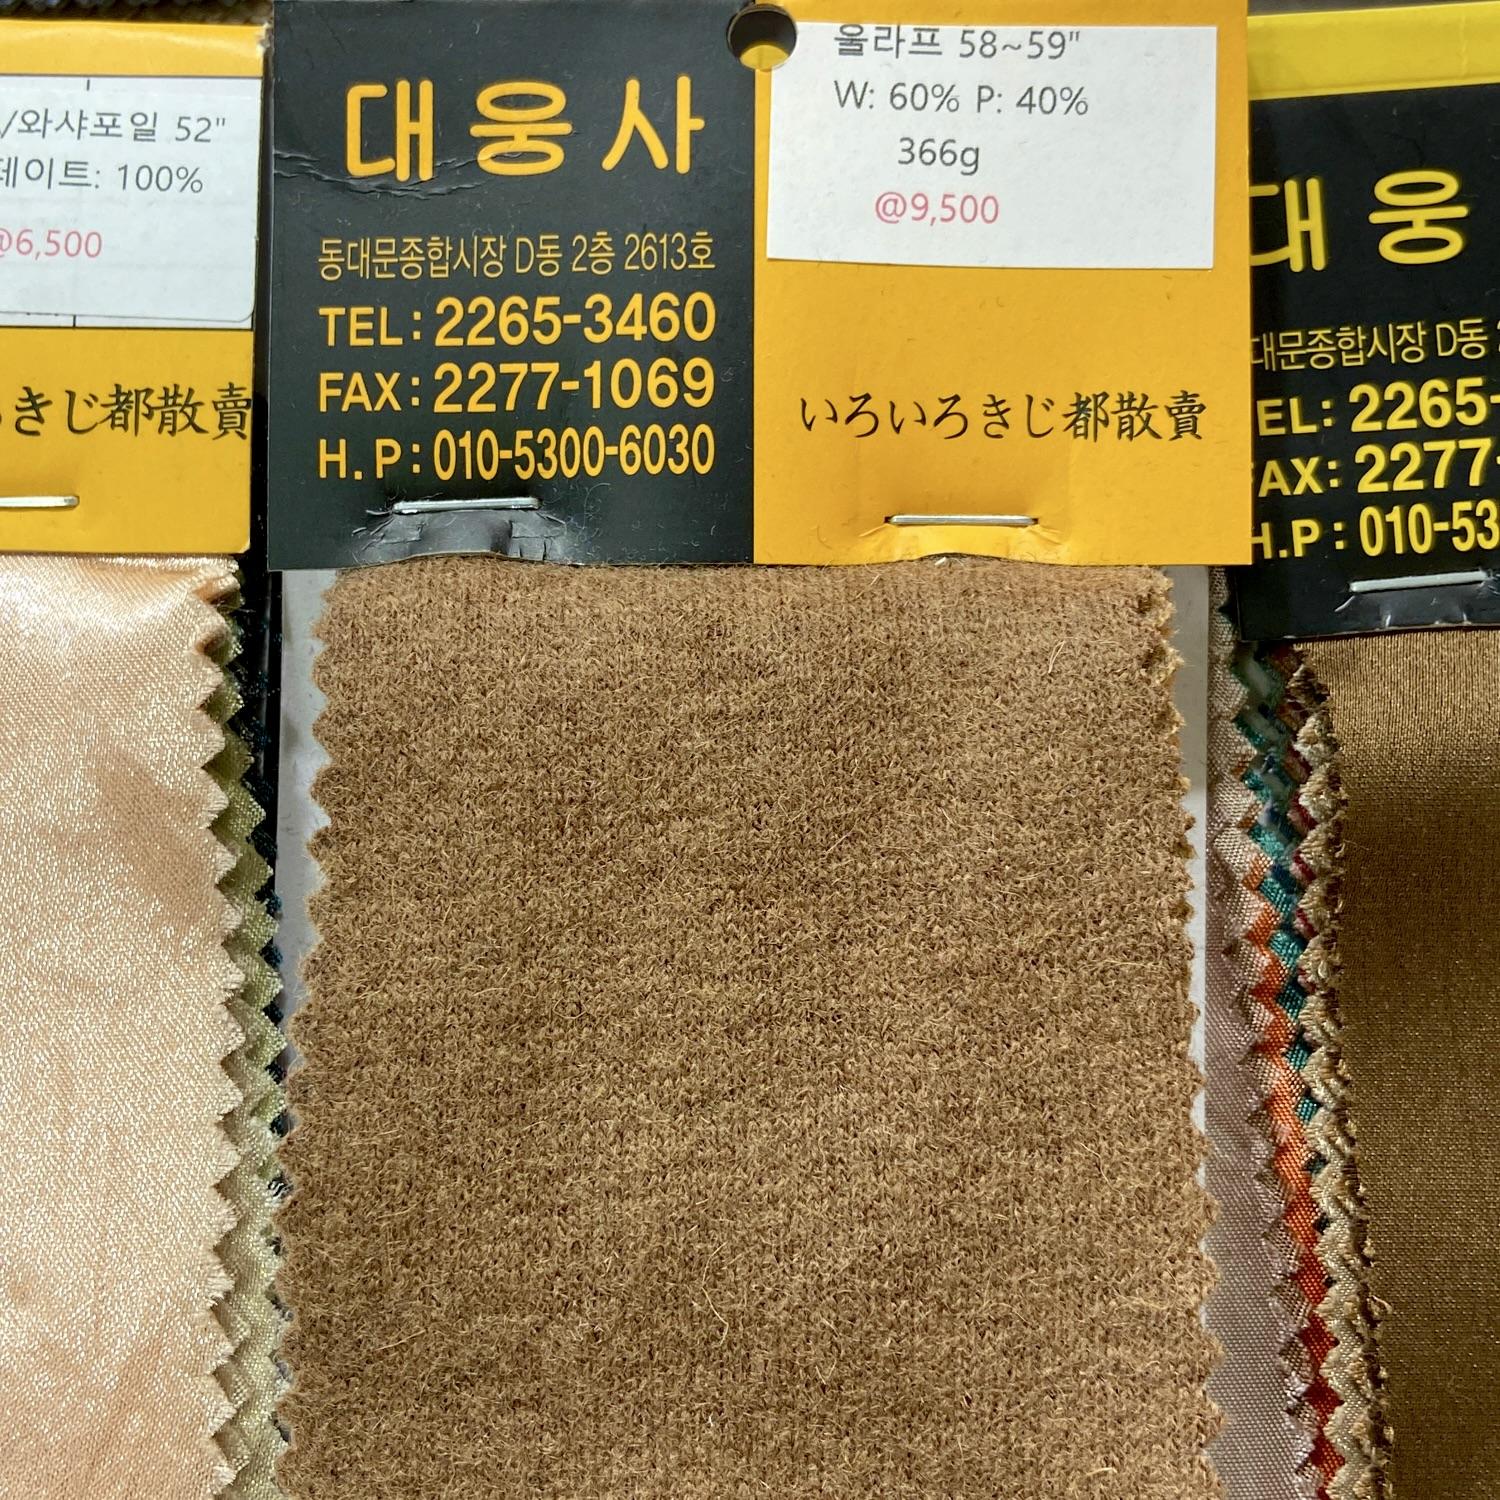 /와샤포일 52"
데이트: 100%
@6,500
きじ都散賣
대웅사
동대문종합시장 D동 2층 2613호
TEL: 2265-3460
FAX: 2277-1069
H.P: 010-5300-6030
울라프 58~59"
W: 60% P: 40%
366g
@9,500
いろいろきじ都散賣
대웅
대문종합시장 D동
EL: 2265-
AX: 2277-
H.P: 010-53